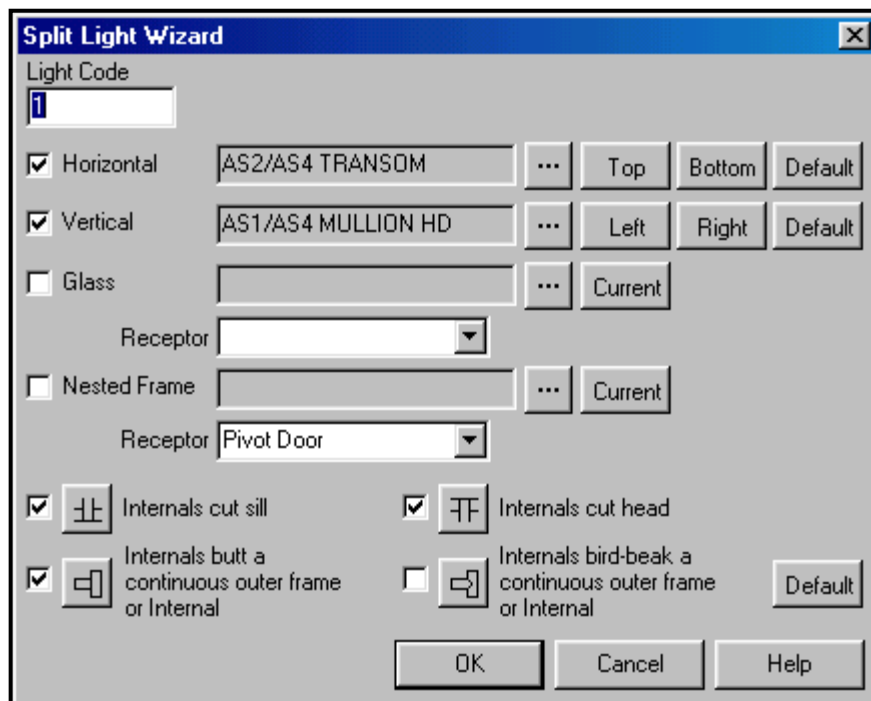 Split Light Wizard
Light Code
1
Horizontal AS2/AS4 TRANSOM ... Top Bottom Default
Vertical AS1/AS4 MULLION HD ... Left Right Default
Glass ... Current
Receptor
Nested Frame ... Current
Receptor Pivot Door
Internals cut sill Internals cut head
Internals butt a
continuous outer frame
or Internal
Internals bird-beak a
continuous outer frame
or Internal
Default
OK Cancel Help